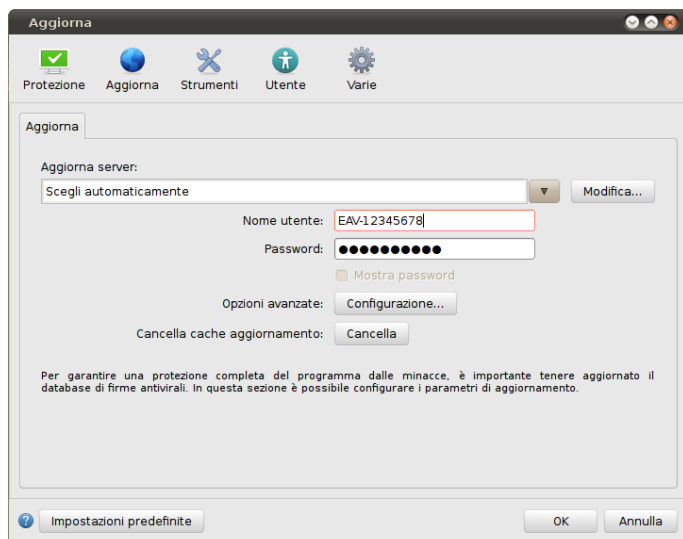 Aggiorna
Protezione Aggiorna Strumenti Utente Varie
Aggiorna
Aggiorna server:
Scegli automaticamente Modifica...
Nome utente: EAV-12345678
Password: ●●●●●●●●●●
Mostra password
Opzioni avanzate: Configurazione...
Cancella cache aggiornamento: Cancella
Per garantire una protezione completa del programma dalle minacce, è importante tenere aggiornato il
database di firme antivirali. In questa sezione è possibile configurare i parametri di aggiornamento.
? Impostazioni predefinite OK Annulla